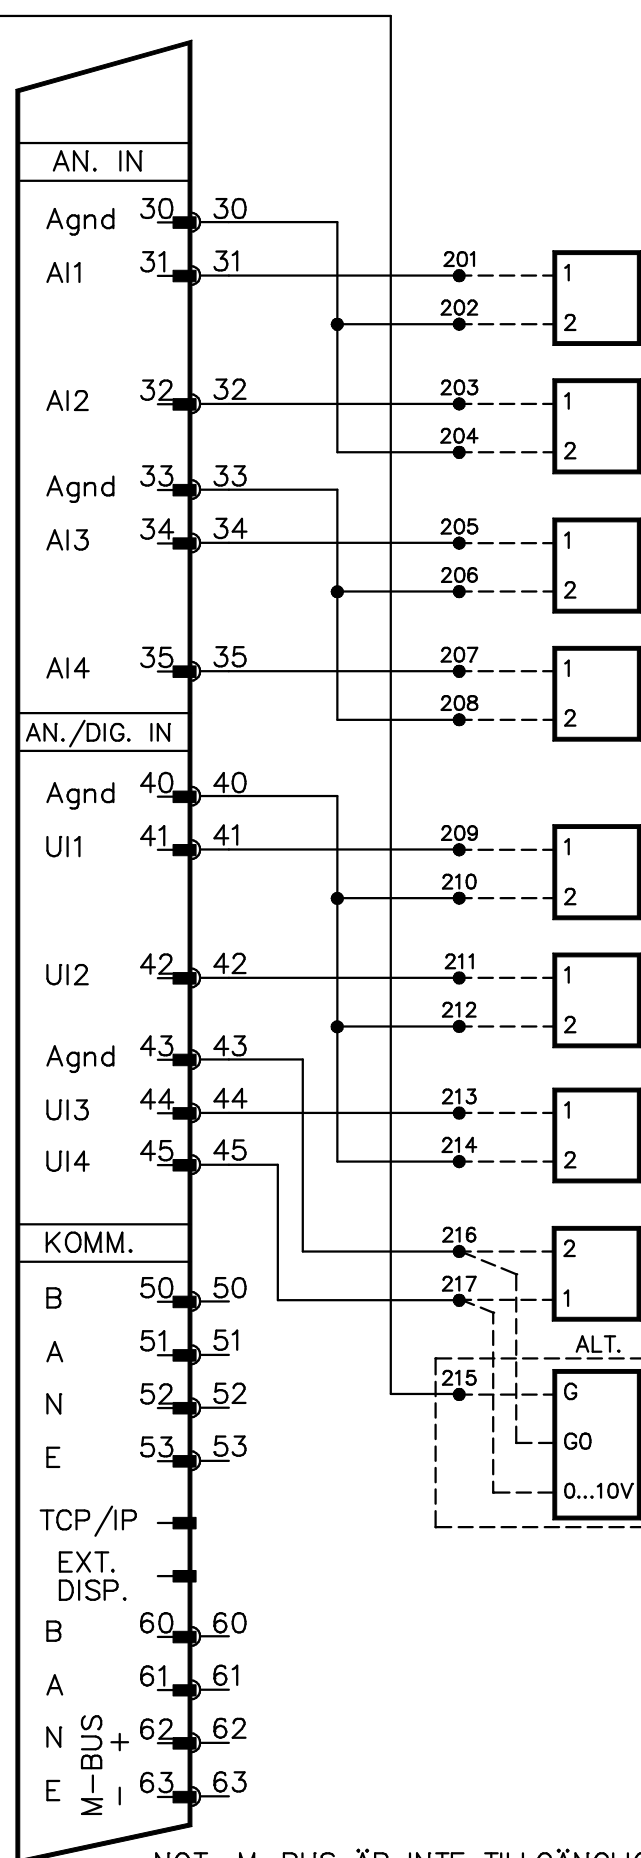 AN. IN
Agnd 30 30
AI1 31 31 201 1
202 2
AI2 32 32 203 1
204 2
Agnd 33 33
AI3 34 34 205 1
206 2
AI4 35 35 207 1
208 2
AN./DIG. IN
Agnd 40 40
UI1 41 41 209 1
210 2
UI2 42 42 211 1
212 2
Agnd 43 43
UI3 44 44 213 1
UI4 45 45 214 2
KOMM. 216 2
B 50 50 217 1
A 51 51 ALT.
N 52 52 215 G
E 53 53 G0
0...10V
TCP/IP
EXT.
DISP.
B 60 60
A 61 61
N 62 62
E 63 63
M-BUS
+
–